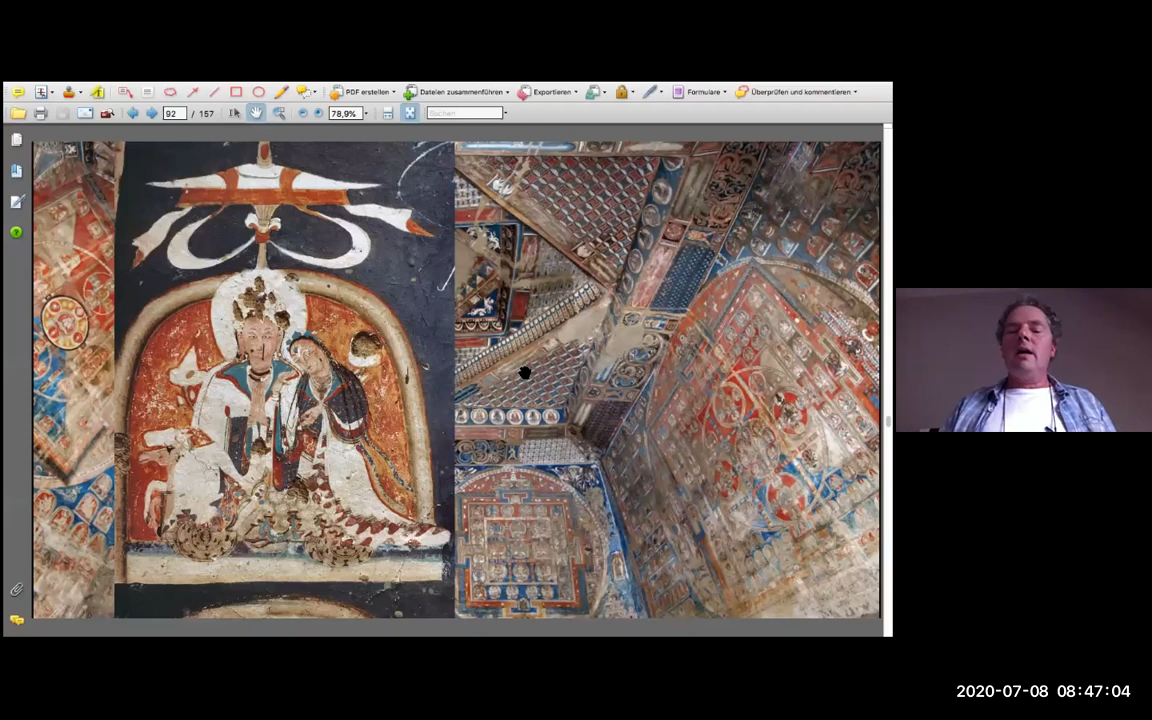 PDF erstellen Dateien zusammenführen Exportieren Formulare Überprüfen und kommentieren
92 / 157 78,9% Suchen
2020-07-08 08:47:04